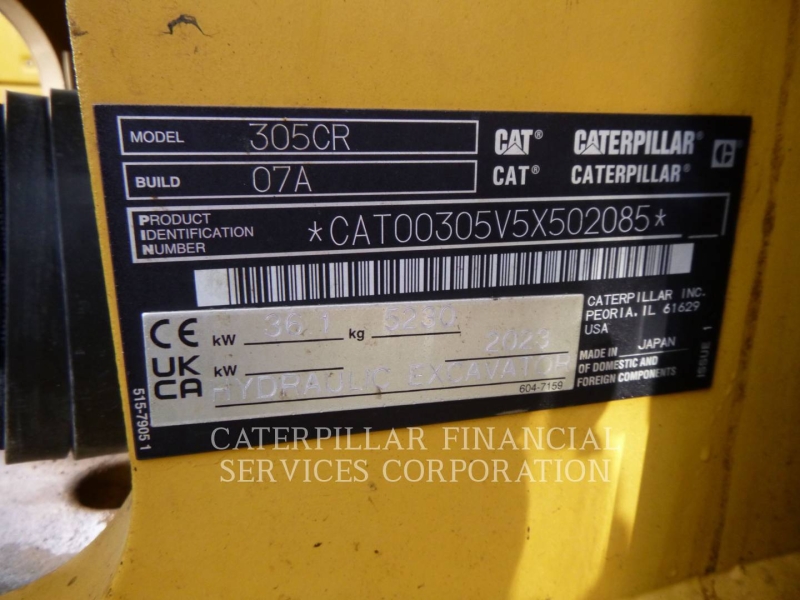 MODEL 305CR
CAT® CATERPILLAR®
BUILD 07A
CAT® CATERPILLAR®
PRODUCT
IDENTIFICATION
NUMBER
*CAT00305V5X502085*
CATERPILLAR INC.
PEORIA, IL 61629
USA
CE kW 36.1 kg 5230
UK
CA kW 2023
HYDRAULIC EXCAVATOR
604-7159
MADE IN JAPAN
OF DOMESTIC AND
FOREIGN COMPONENTS
ISSUE 1
515-7905 1
CATERPILLAR FINANCIAL
SERVICES CORPORATION